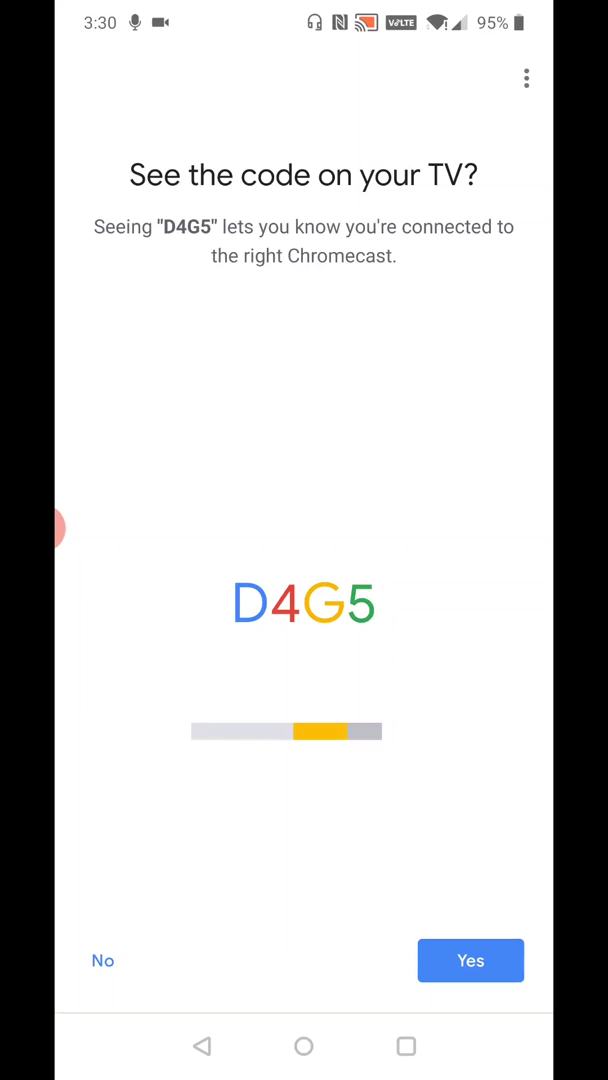 3:30 VoLTE 95%
See the code on your TV?
Seeing "D4G5" lets you know you're connected to
the right Chromecast.
D4G5
No Yes